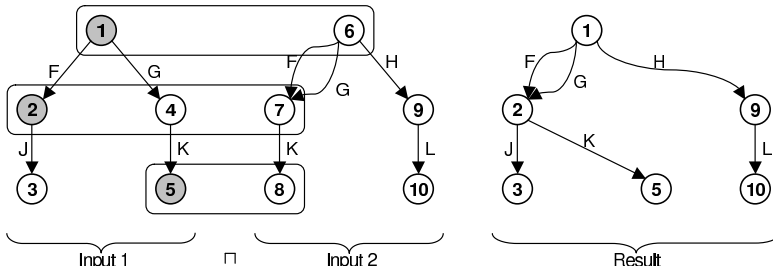 1 6 1
F G F G H F G H
2 4 7 9 2 9
J K K L J K L
3 5 8 10 3 5 10
Input 1 ⊓ Input 2 Result